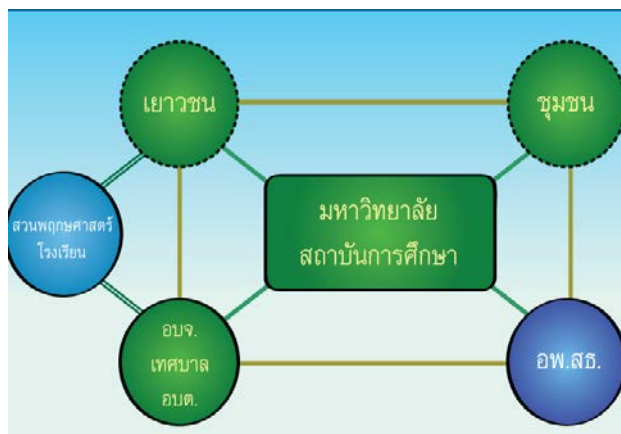 เยาวชน
ชุมชน
สวนพฤกษศาสตร์
โรงเรียน
มหาวิทยาลัย
สถาบันการศึกษา
อบจ.
เทศบาล
อบต.
อพ.สธ.